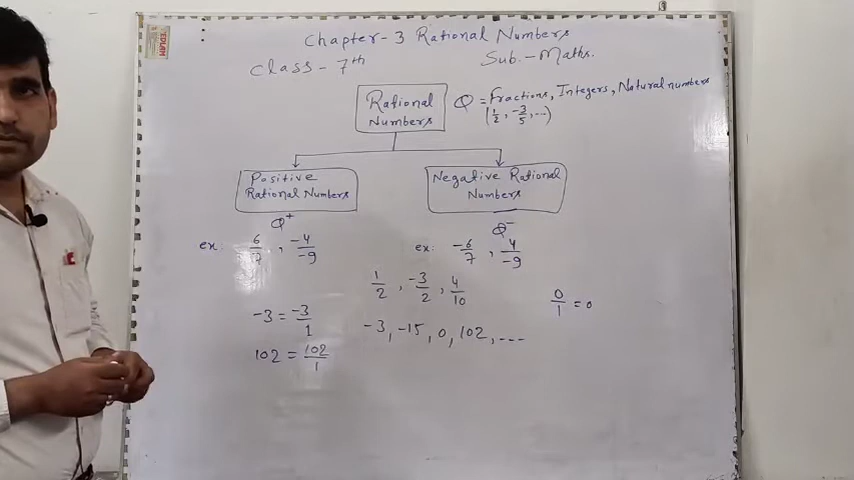 EDLAH
Chapter-3 Rational Numbers
Class-7th
Sub.-Maths.
Rational
Numbers
Q = Fractions, Integers, Natural numbers
(1/2, -3/5, ...)
Positive
Rational Numbers
Negative Rational
Numbers
Q+
Q-
ex: 6/7, -4/-9
ex: -6/7, 4/-9
1/2, -3/2, 4/10
0/1 = 0
-3 = -3/1
-3, -15, 0, 102, ---
102 = 102/1